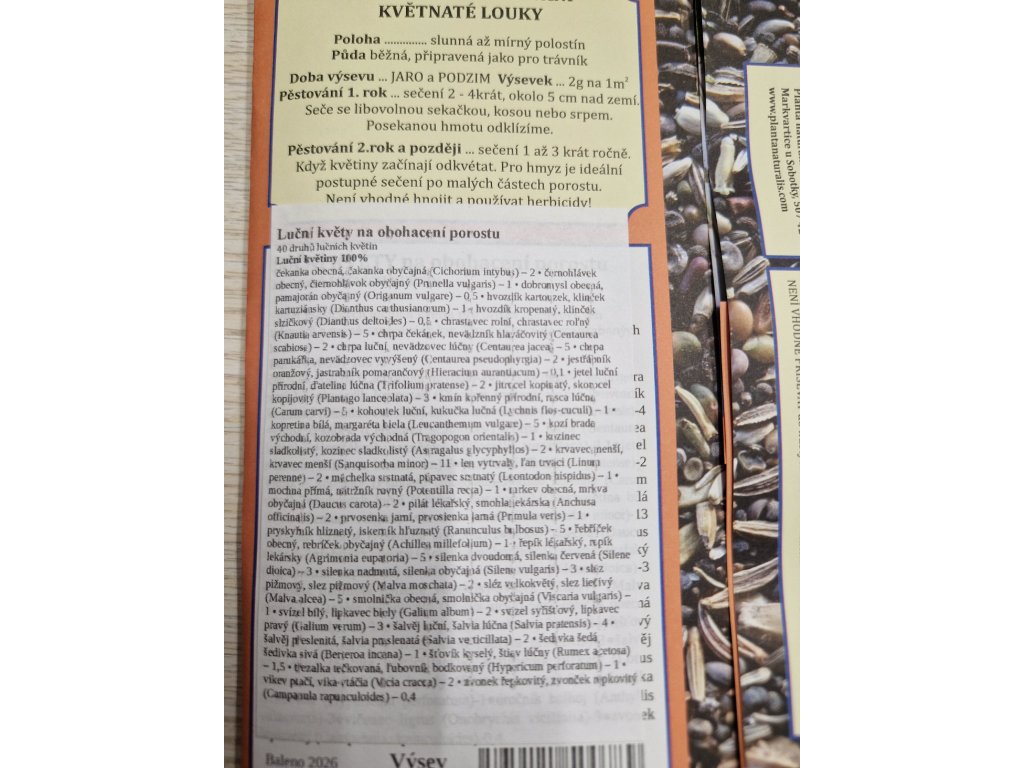 KVĚTNATÉ LOUKY
Poloha .............. slunná až mírný polostín
Půda běžná, připravená jako pro trávník
Doba výsevu ... JARO a PODZIM Výsevek ... 2g na 1m²
Pěstování 1. rok ... sečení 2 - 4krát, okolo 5 cm nad zemí.
Seče se libovolnou sekačkou, kosou nebo srpem.
Posekanou hmotu odklízíme.
Pěstování 2.rok a později ... sečení 1 až 3 krát ročně.
Když květiny začínají odkvétat. Pro hmyz je ideální
postupné sečení po malých částech porostu.
Není vhodné hnojit a používat herbicidy!
Luční květy na obohacení porostu
40 druhů lučních květin
Luční květiny 100%
čekanka obecná, čakanka obyčajná (Cichorium intybus) – 2 • černohlávek
obecný, čiernohlávok obyčajný (Prunella vulgaris) – 1 • dobromysl obecná,
pamajorán obyčajný (Origanum vulgare) – 0,5 • hvozdík kartouzek, klinček
kartuziánsky (Dianthus carthusianorum) – 1 • hvozdík kropenatý, klinček
slzičkový (Dianthus deltoides) – 0,5 • chrastavec rolní, chrastavec roľný
(Knautia arvensis) – 5 • chrpa čekánek, nevädzník hlaváčovitý (Centaurea
scabiose) – 2 • chrpa luční, nevädzovec lúčny (Centaurea jacea) – 5 • chrpa
parukářka, nevädzovec vyvýšený (Centaurea pseudophyrgia) – 2 • jestřábník
oranžový, jastrabník pomarančový (Hieracium aurantiacum) – 0,1 • jetel luční
přírodní, ďatelina lúčna (Trifolium pratense) – 2 • jitrocel kopinatý, skorocel
kopijovitý (Plantago lanceolata) – 3 • kmín kořenný přírodní, rasca lúčna
(Carum carvi) – 5 • kohoutek luční, kukučka lučná (Lychnis flos-cuculi) – 1 •
kopretina bílá, margaréta biela (Leucanthemum vulgare) – 5 • kozí brada
východní, kozobrada východná (Tragopogon orientalis) – 1 • kozinec
sladkolistý, kozinec sladkolistý (Astragalus glycyphyllos) – 2 • krvavec menší,
krvavec menší (Sanquisorba minor) – 11 • len vytrvalý, ľan trváci (Linum
perenne) – 2 • máchelka srstnatá, púpavec srstnatý (Leontodon hispidus) – 1 •
mochna přímá, nátržník rovný (Potentilla recta) – 1 • mrkev obecná, mrkva
obyčajná (Daucus carota) – 2 • pilát lékařský, smohla lekárska (Anchusa
officinalis) – 2 • prvosenka jarní, prvosienka jarná (Primula veris) – 1 •
pryskyřník hlíznatý, iskerník hľuznatý (Ranunculus bulbosus) – 5 • řebříček
obecný, rebríček obyčajný (Achillea millefolium) – 1 • řepík lékařský, repík
lekársky (Agrimonia eupatoria) – 5 • silenka dvoudomá, silenka červená (Silene
dioica) – 3 • silenka nadmutá, silenka obyčajná (Silene vulgaris) – 3 • sléz
pižmový, slez pižmový (Malva moschata) – 2 • sléz velkokvětý, slez liečivý
(Malva alcea) – 5 • smolnička obecná, smolnička obyčajná (Viscaria vulgaris) –
1 • svízel bílý, lipkavec biely (Galium album) – 2 • svízel syřišťový, lipkavec
pravý (Galium verum) – 3 • šalvěj luční, šalvia lúčna (Salvia pratensis) – 4 •
šalvěj přeslenitá, šalvia praslenatá (Salvia verticillata) – 2 • šedivka šedá,
šedivka sivá (Berteroa incana) – 1 • šťovík kyselý, štiav lúčny (Rumex acetosa)
– 1,5 • třezalka tečkovaná, ľubovník bodkovený (Hypericum perforatum) – 1 •
vikev ptačí, vika vtáčia (Vicia cracca) – 2 • zvonek řepkovitý, zvonček repkovitý
(Campanula rapunculoides) – 0,4
Baleno 2026
Výsev
Markvartice u Sobotky, 507
www.plantanaturalis.com
NENÍ VHODNÉ PŘISÉVAT